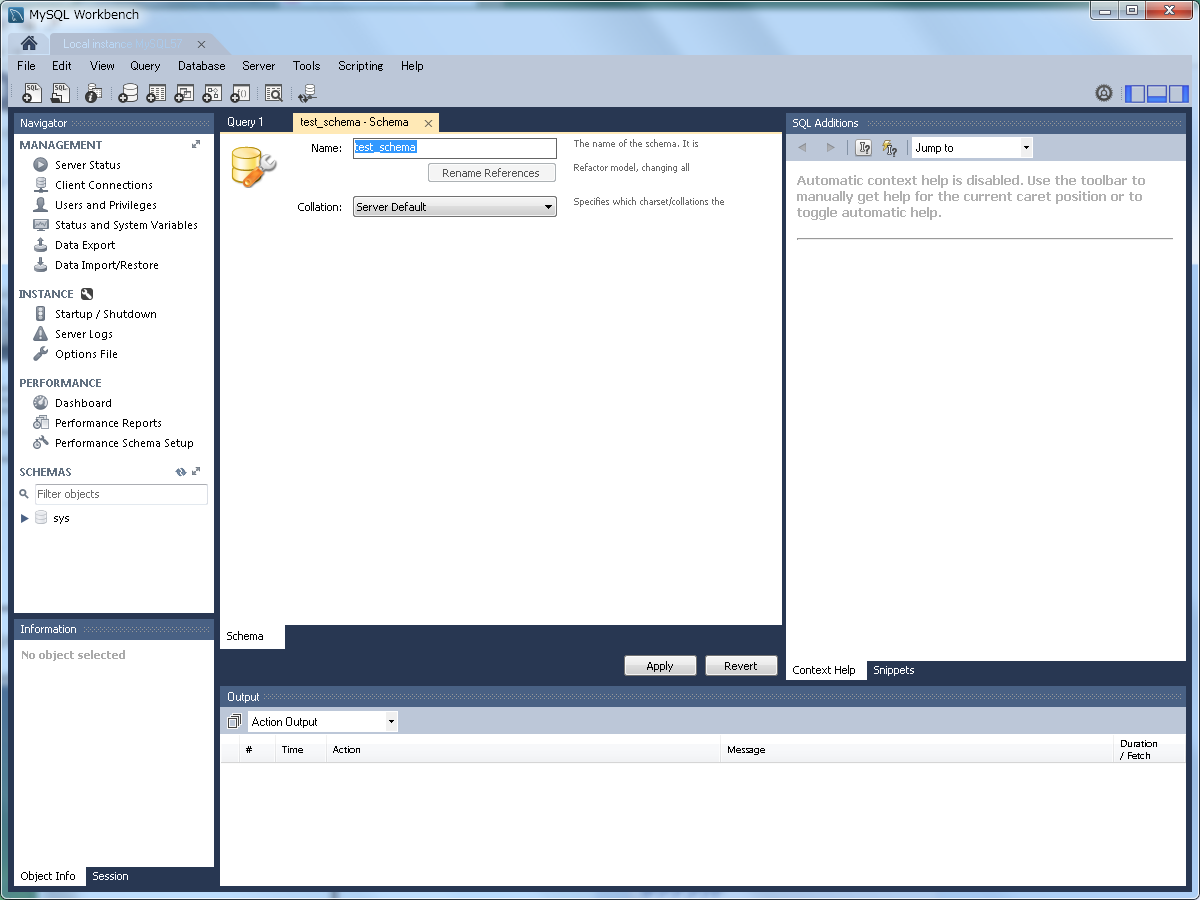 MySQL Workbench
Local instance MySQL57
File Edit View Query Database Server Tools Scripting Help
Navigator
MANAGEMENT
Server Status
Client Connections
Users and Privileges
Status and System Variables
Data Export
Data Import/Restore
INSTANCE
Startup / Shutdown
Server Logs
Options File
PERFORMANCE
Dashboard
Performance Reports
Performance Schema Setup
SCHEMAS
Filter objects
sys
Information
No object selected
Object Info Session
Query 1 test_schema - Schema
Name: test_schema The name of the schema. It is
Rename References Refactor model, changing all
Collation: Server Default Specifies which charset/collations the
Schema
Apply Revert
SQL Additions
Jump to
Automatic context help is disabled. Use the toolbar to
manually get help for the current caret position or to
toggle automatic help.
Context Help Snippets
Output
Action Output
# Time Action Message Duration
/ Fetch